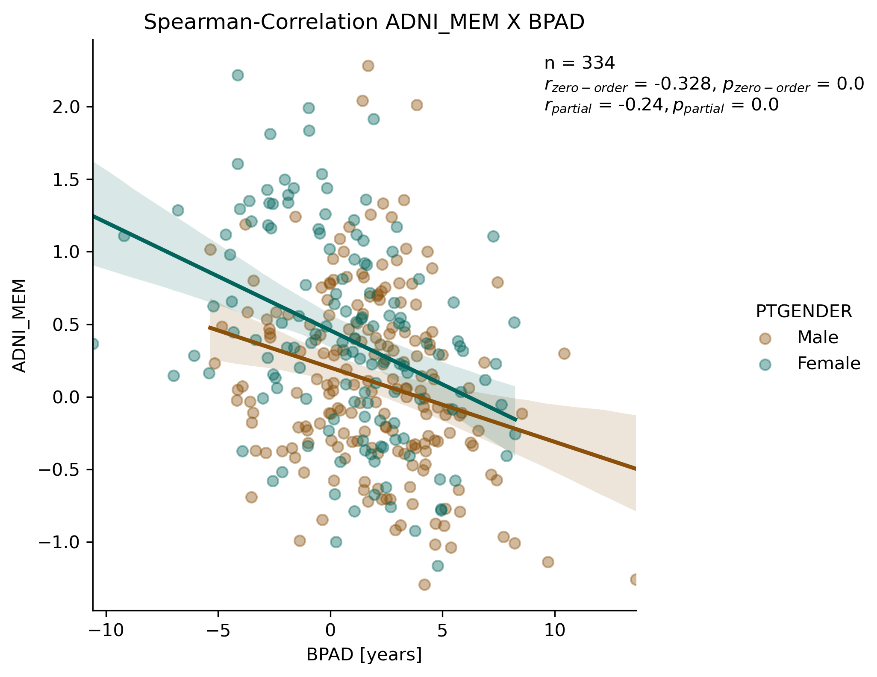 Spearman-Correlation ADNI_MEM X BPAD
n = 334
r_zero−order = -0.328, p_zero−order = 0.0
r_partial = -0.24, p_partial = 0.0
2.0
1.5
1.0
0.5
0.0
−0.5
−1.0
ADNI_MEM
PTGENDER
Male
Female
−10 −5 0 5 10
BPAD [years]